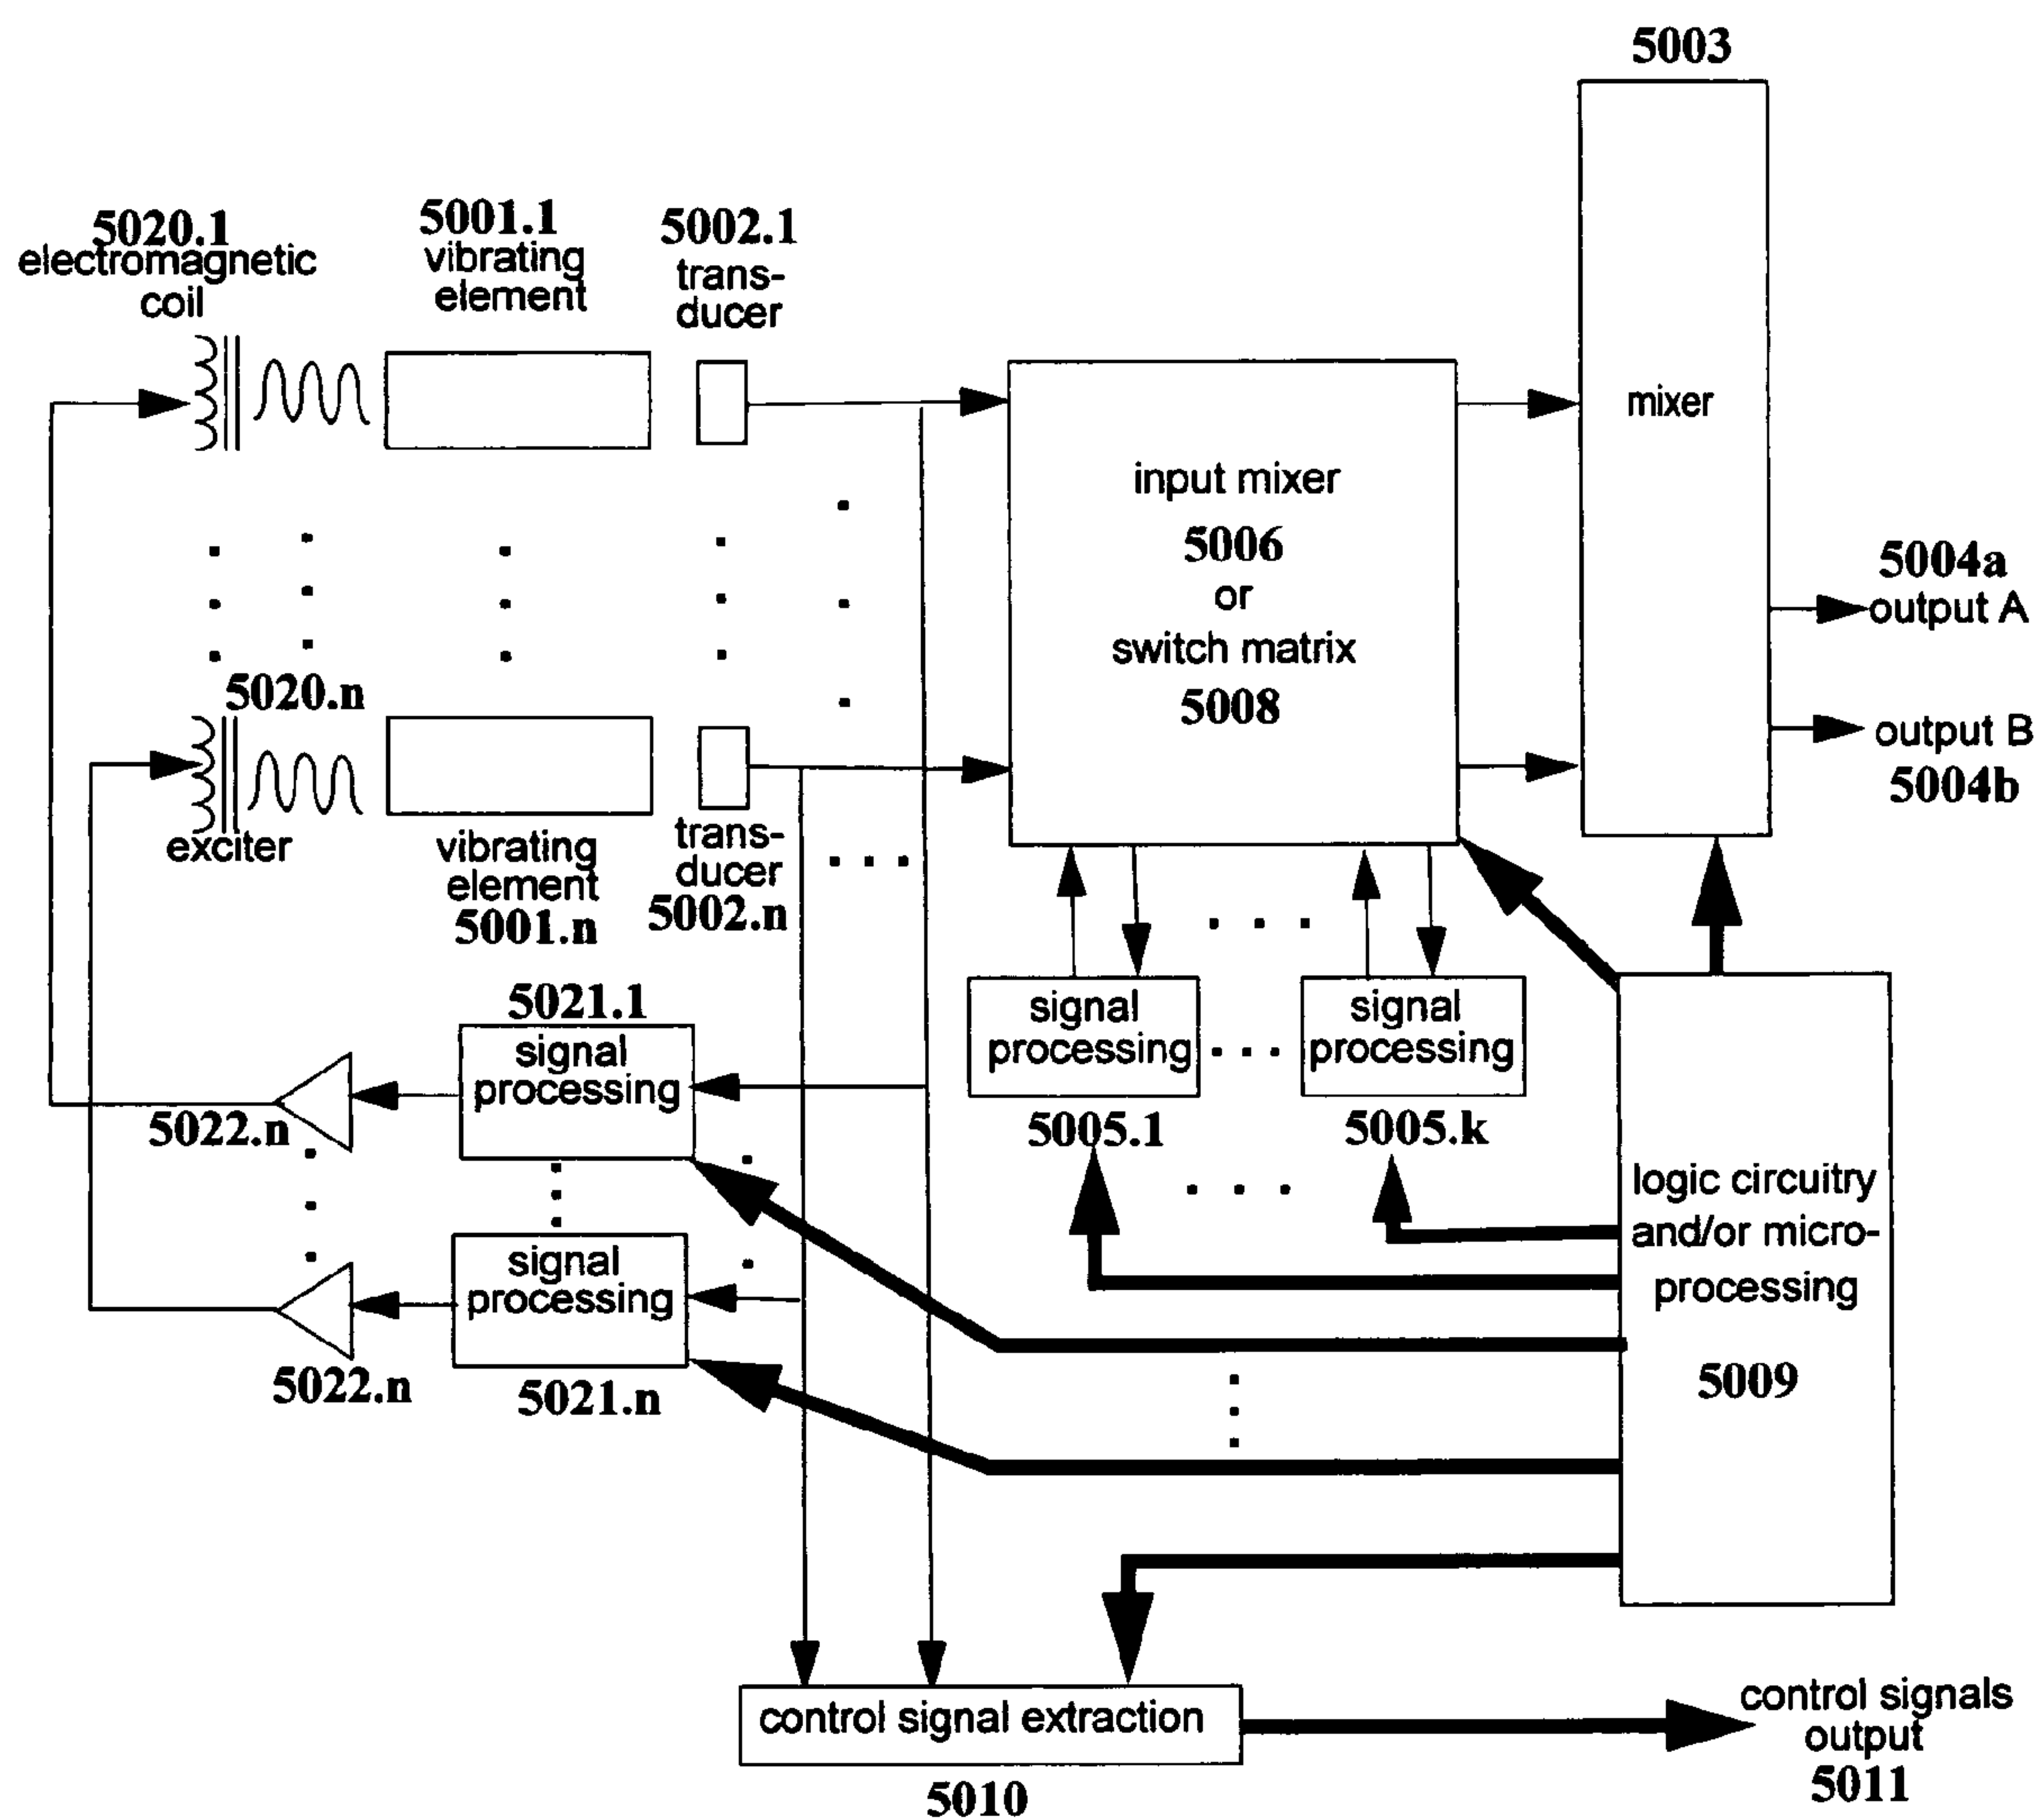 5003
5020.1
electromagnetic
coil
5001.1
vibrating
element
5002.1
trans-
ducer
mixer
input mixer
5006
or
switch matrix
5008
5004a
output A
output B
5004b
5020.n
exciter
vibrating
element
5001.n
trans-
ducer
5002.n
5021.1
signal
processing
5022.n
signal
processing
5005.1
signal
processing
5005.k
signal
processing
5022.n
5021.n
logic circuitry
and/or micro-
processing
5009
control signal extraction
5010
control signals
output
5011